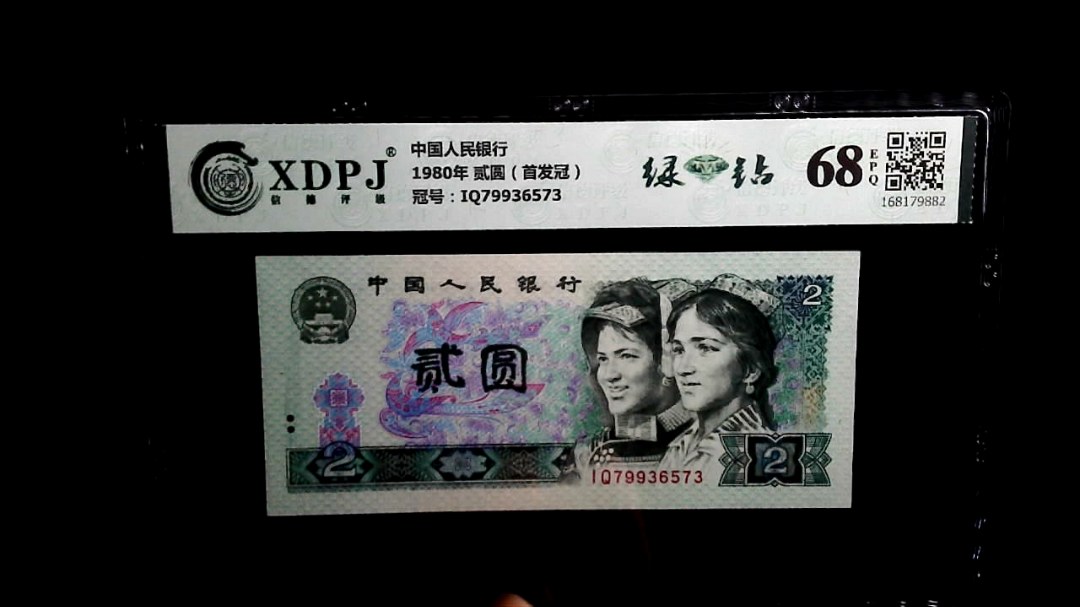 XDPJ®
信德评级
中国人民银行
1980年 贰圆（首发冠）
冠号：IQ79936573
绿 钻
68
EPQ
168179882
中国人民银行
2
贰圆
2
2
IQ79936573